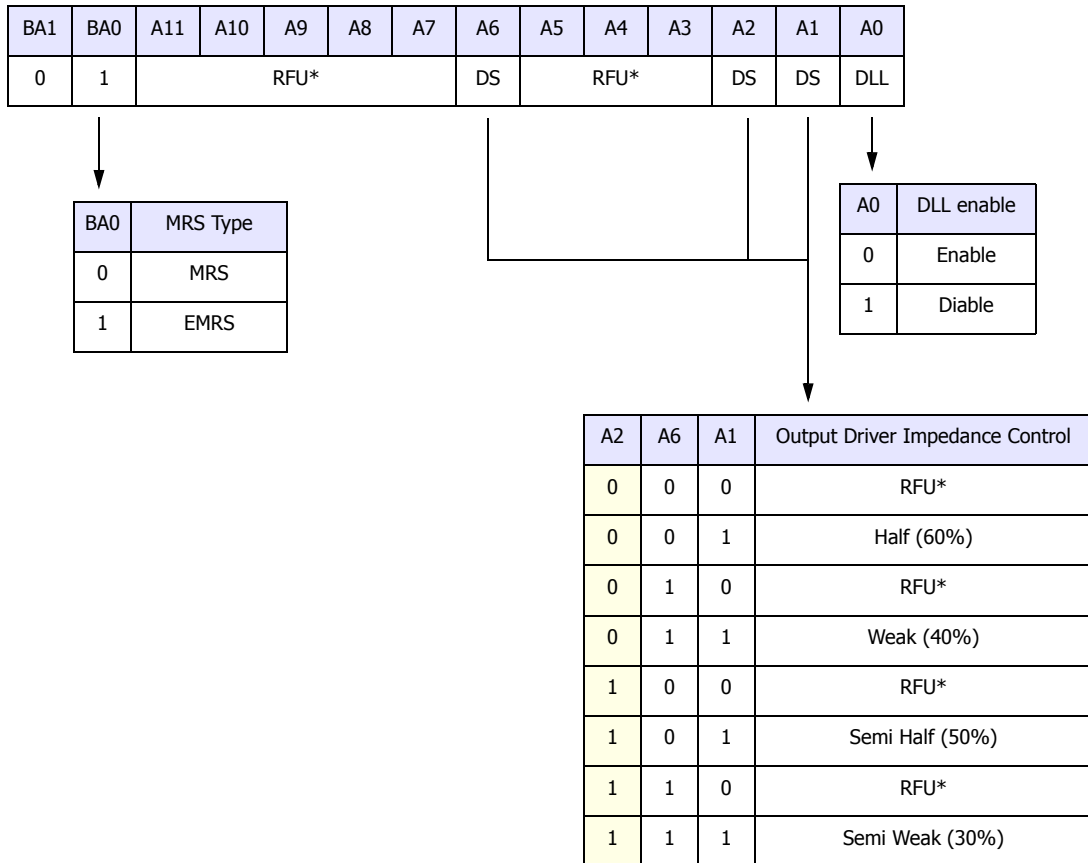 BA1 BA0 A11 A10 A9 A8 A7 A6 A5 A4 A3 A2 A1 A0
0 1 RFU* DS RFU* DS DS DLL
BA0 MRS Type
0 MRS
1 EMRS
A0 DLL enable
0 Enable
1 Diable
A2 A6 A1 Output Driver Impedance Control
0 0 0 RFU*
0 0 1 Half (60%)
0 1 0 RFU*
0 1 1 Weak (40%)
1 0 0 RFU*
1 0 1 Semi Half (50%)
1 1 0 RFU*
1 1 1 Semi Weak (30%)